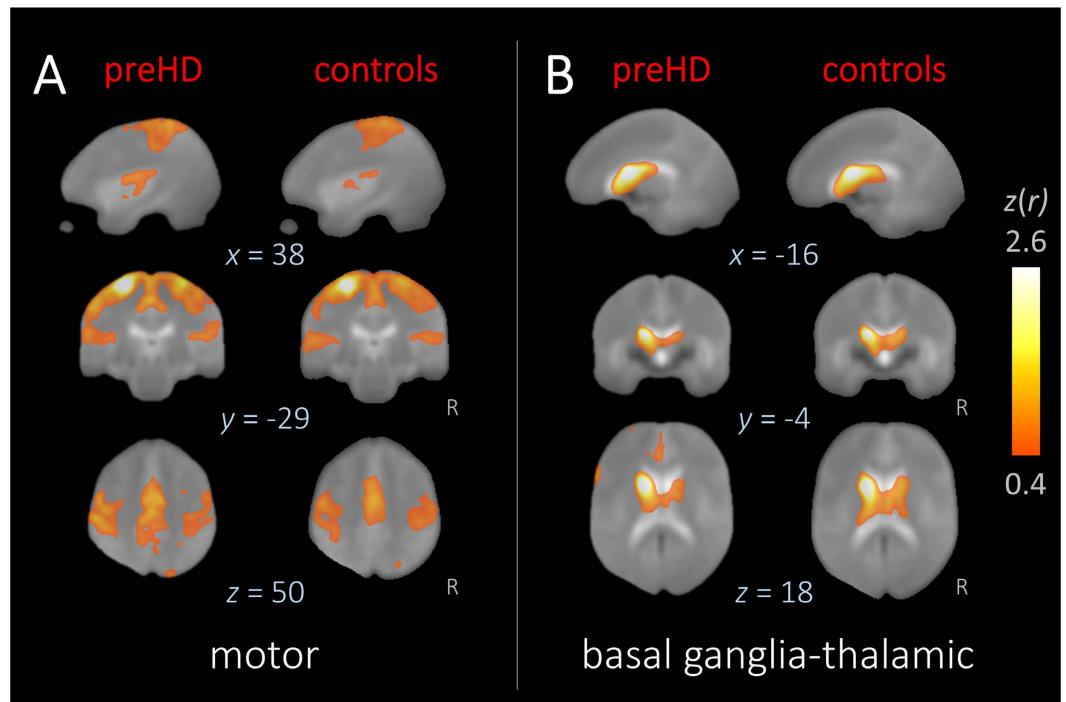 A
preHD controls
x = 38
y = -29
R
z = 50
R
motor
B
preHD controls
x = -16
y = -4
R
z = 18
R
basal ganglia-thalamic
z(r)
2.6
0.4